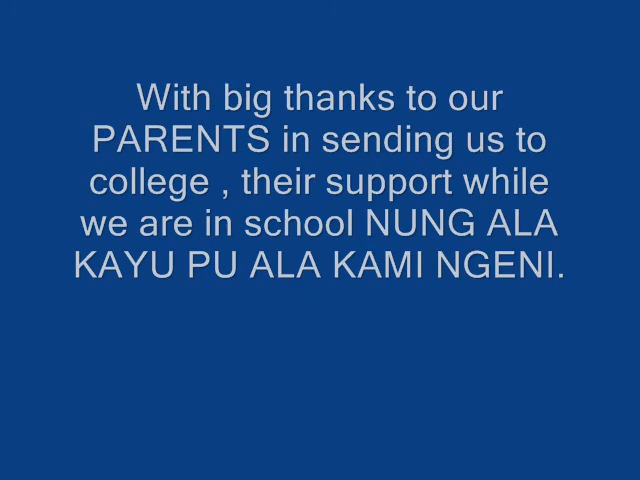 With big thanks to our
PARENTS in sending us to
college , their support while
we are in school NUNG ALA
KAYU PU ALA KAMI NGENI.